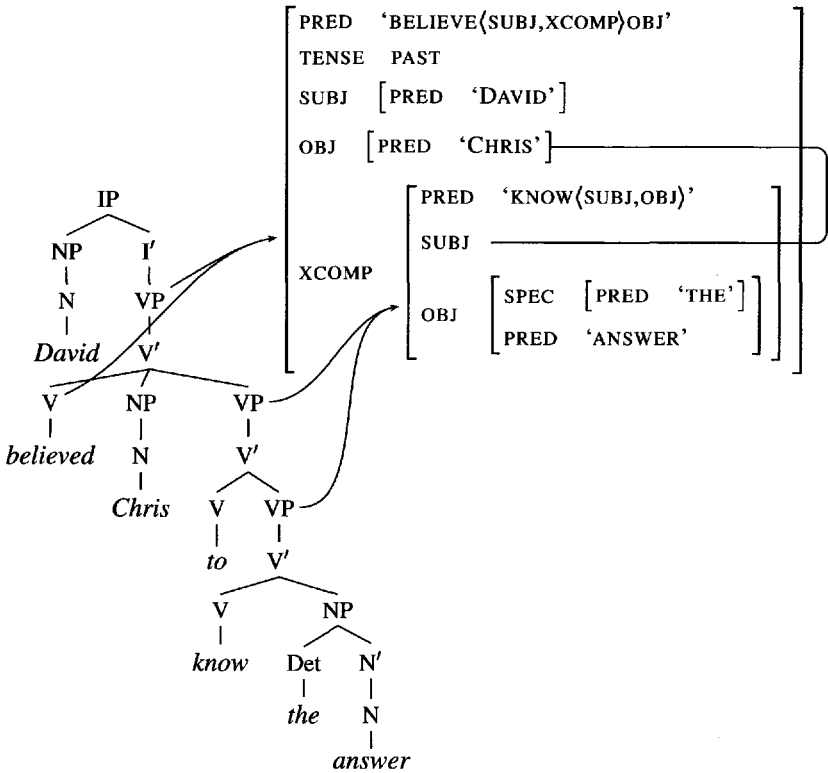 PRED ‘BELIEVE⟨SUBJ,XCOMP⟩OBJ’
TENSE PAST
SUBJ [PRED ‘DAVID’]
OBJ [PRED ‘CHRIS’]
XCOMP
PRED ‘KNOW⟨SUBJ,OBJ⟩’
SUBJ
OBJ
SPEC [PRED ‘THE’]
PRED ‘ANSWER’
IP
NP I′
N VP
David V′
V NP VP
believed N V′
Chris V VP
to V′
V NP
know Det N′
the N
answer